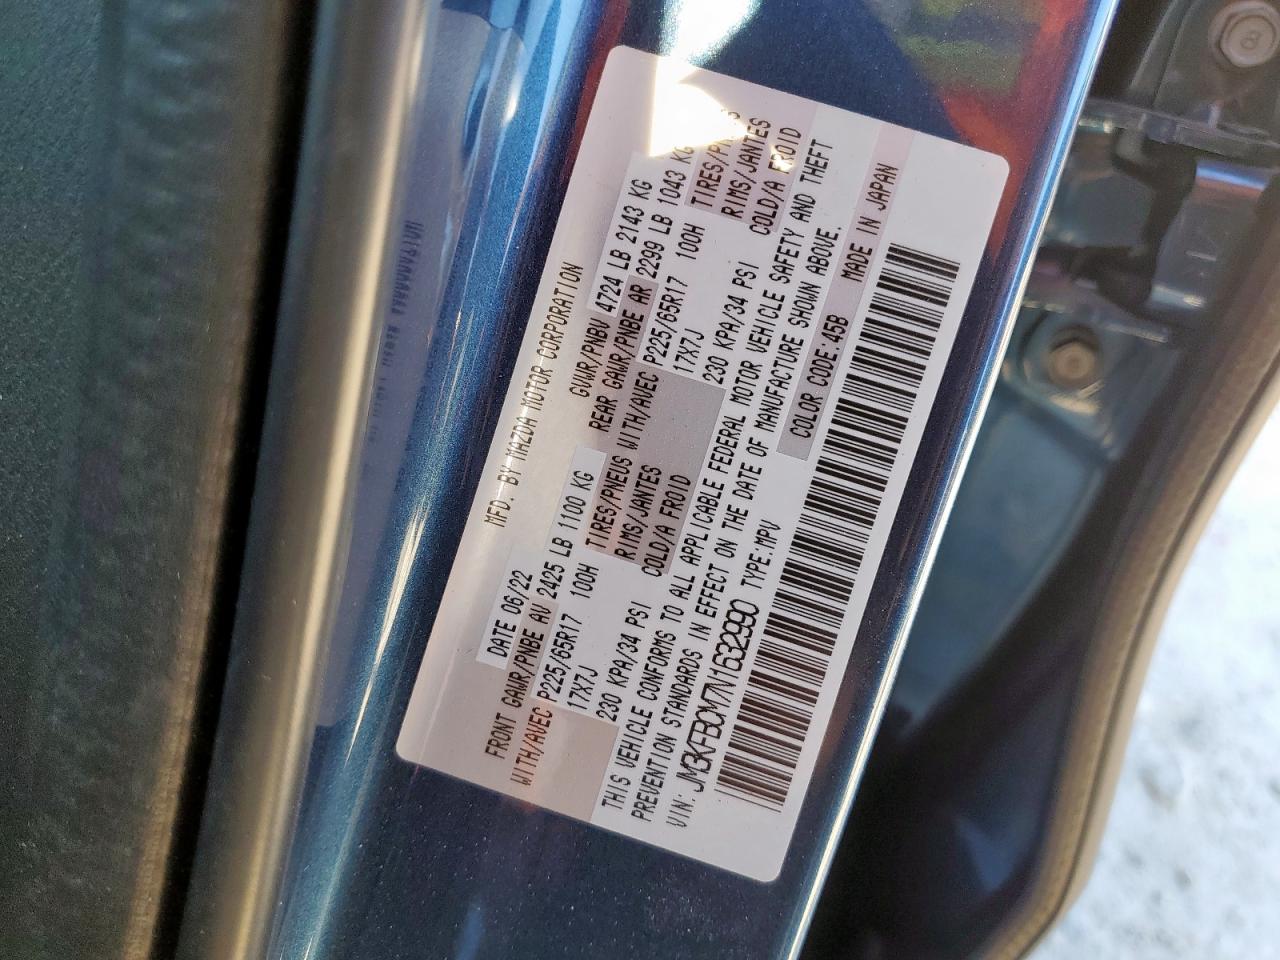 MFD. BY MAZDA MOTOR CORPORATION
DATE 06/22 GVWR/PNBV 4724 LB 2143 KG
FRONT GAWR/PNBE AV 2425 LB 1100 KG REAR GAWR/PNBE AR 2299 LB 1043 KG
WITH/AVEC P225/65R17 100H TIRES/PNEUS WITH/AVEC P225/65R17 100H
17X7J RIMS/JANTES 17X7J RIMS/JANTES
230 KPA/34 PSI COLD/A FROID 230 KPA/34 PSI COLD/A FROID
THIS VEHICLE CONFORMS TO ALL APPLICABLE FEDERAL MOTOR VEHICLE SAFETY AND THEFT
PREVENTION STANDARDS IN EFFECT ON THE DATE OF MANUFACTURE SHOWN ABOVE.
VIN: JM3KFBCM7N1632990 TYPE:MPV COLOR CODE:45B MADE IN JAPAN
8